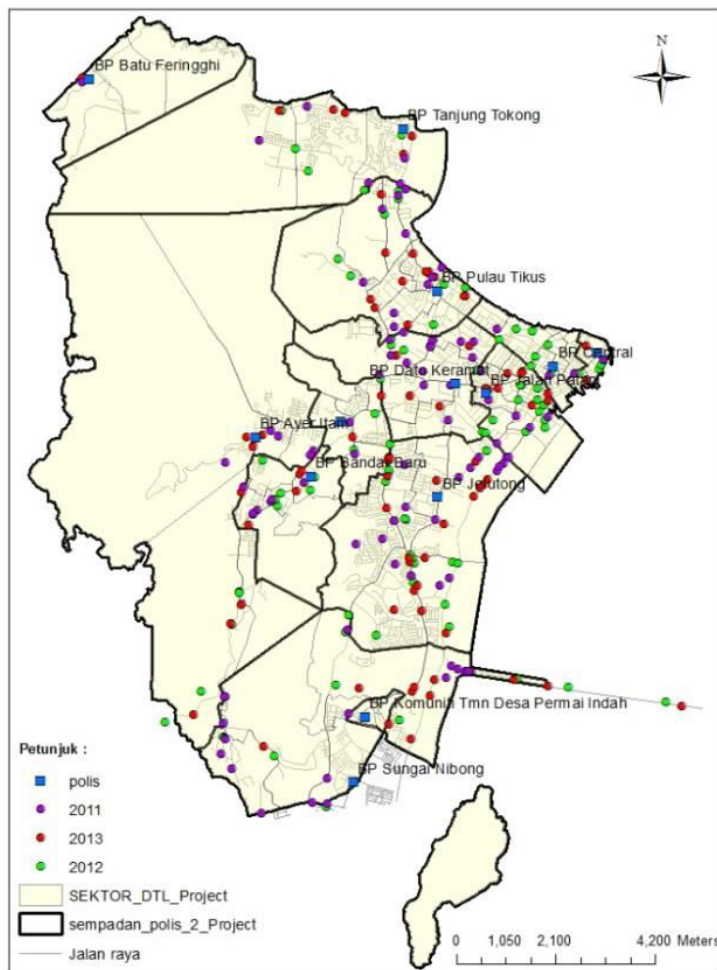 BP Batu Feringghi
N
BP Tanjung Tokong
BP Pulau Tikus
BP Central
BP Dato Keramat
BP Jalan Patani
BP Ayer Itam
BP Bandar Baru
BP Jelutong
BP Komuniti Tmn Desa Permai Indah
BP Sungai Nibong
Petunjuk :
polis
2011
2013
2012
SEKTOR_DTL_Project
sempadan_polis_2_Project
Jalan raya
0 1,050 2,100 4,200 Meters